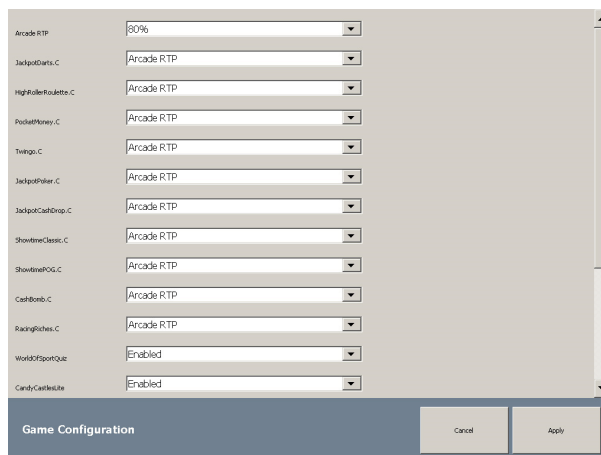 Arcade RTP 80%
JackpotDarts.C Arcade RTP
HighRollerRoulette.C Arcade RTP
PocketMoney.C Arcade RTP
Twingo.C Arcade RTP
JackpotPoker.C Arcade RTP
JackpotCashDrop.C Arcade RTP
ShowtimeClassic.C Arcade RTP
ShowtimePOG.C Arcade RTP
CashBomb.C Arcade RTP
RacingRiches.C Arcade RTP
WorldOfSportQuiz Enabled
CandyCastlesLite Enabled
Game Configuration Cancel Apply